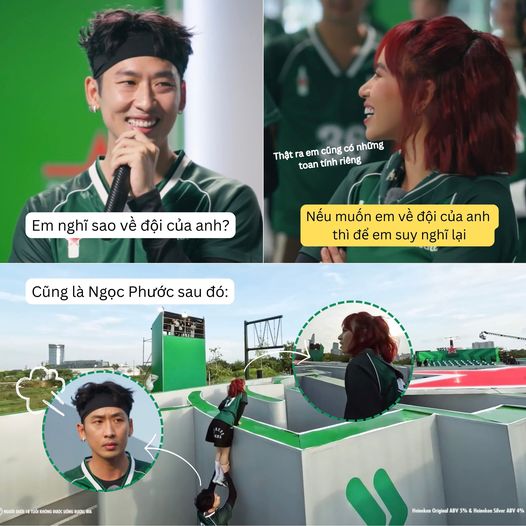 Thật ra em cũng có những
toan tính riêng
Em nghĩ sao về đội của anh?
Nếu muốn em về đội của anh
thì để em suy nghĩ lại
Cũng là Ngọc Phước sau đó:
NGƯỜI DƯỚI 18 TUỔI KHÔNG ĐƯỢC UỐNG RƯỢU BIA
Heineken Original ABV 5% & Heineken Silver ABV 4%